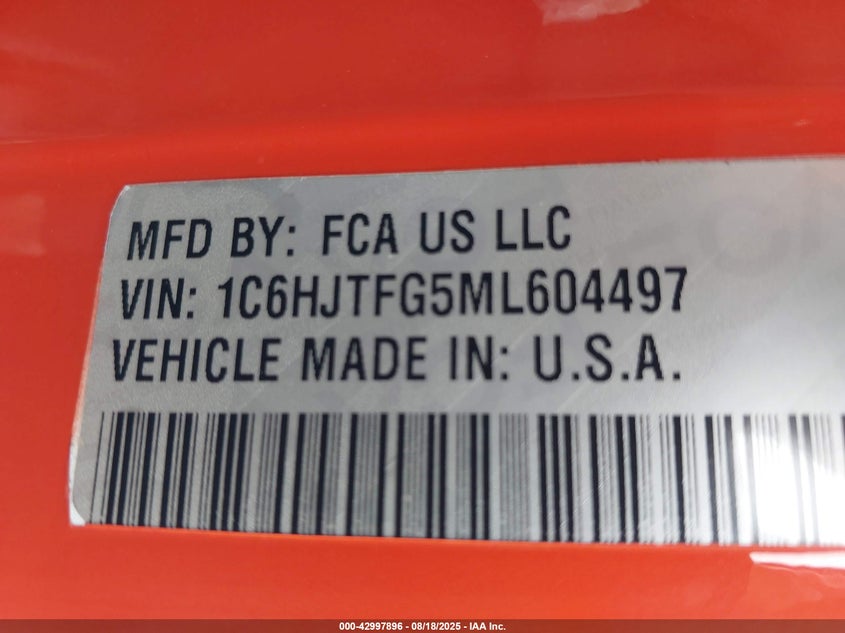 MFD BY: FCA US LLC
VIN: 1C6HJTFG5ML604497
VEHICLE MADE IN: U.S.A.
000-42997896 - 08/18/2025 - IAA Inc.